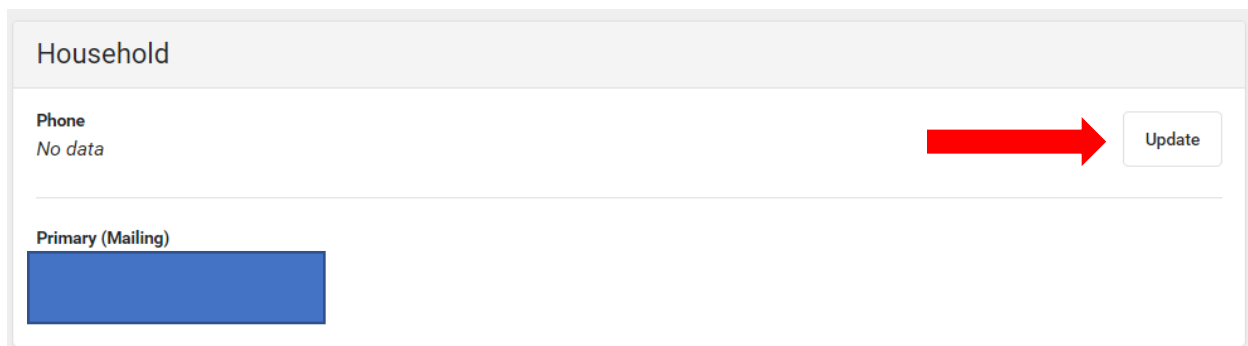 Household
Phone
No data
Update
Primary (Mailing)